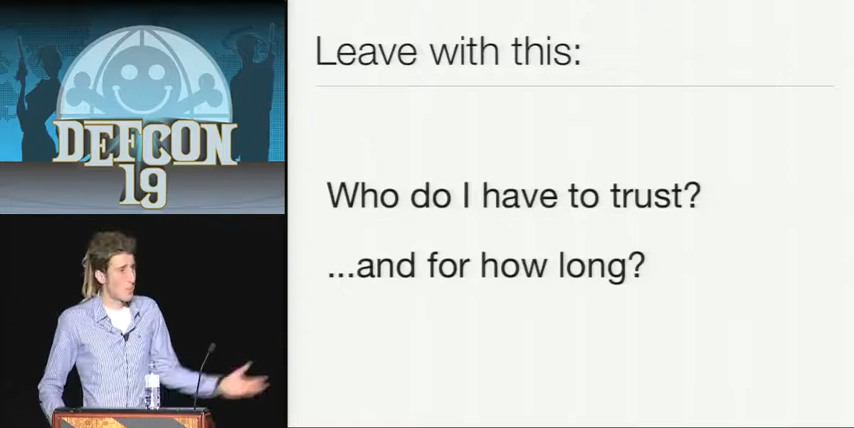 DEFCON
19
Leave with this:
Who do I have to trust?
...and for how long?